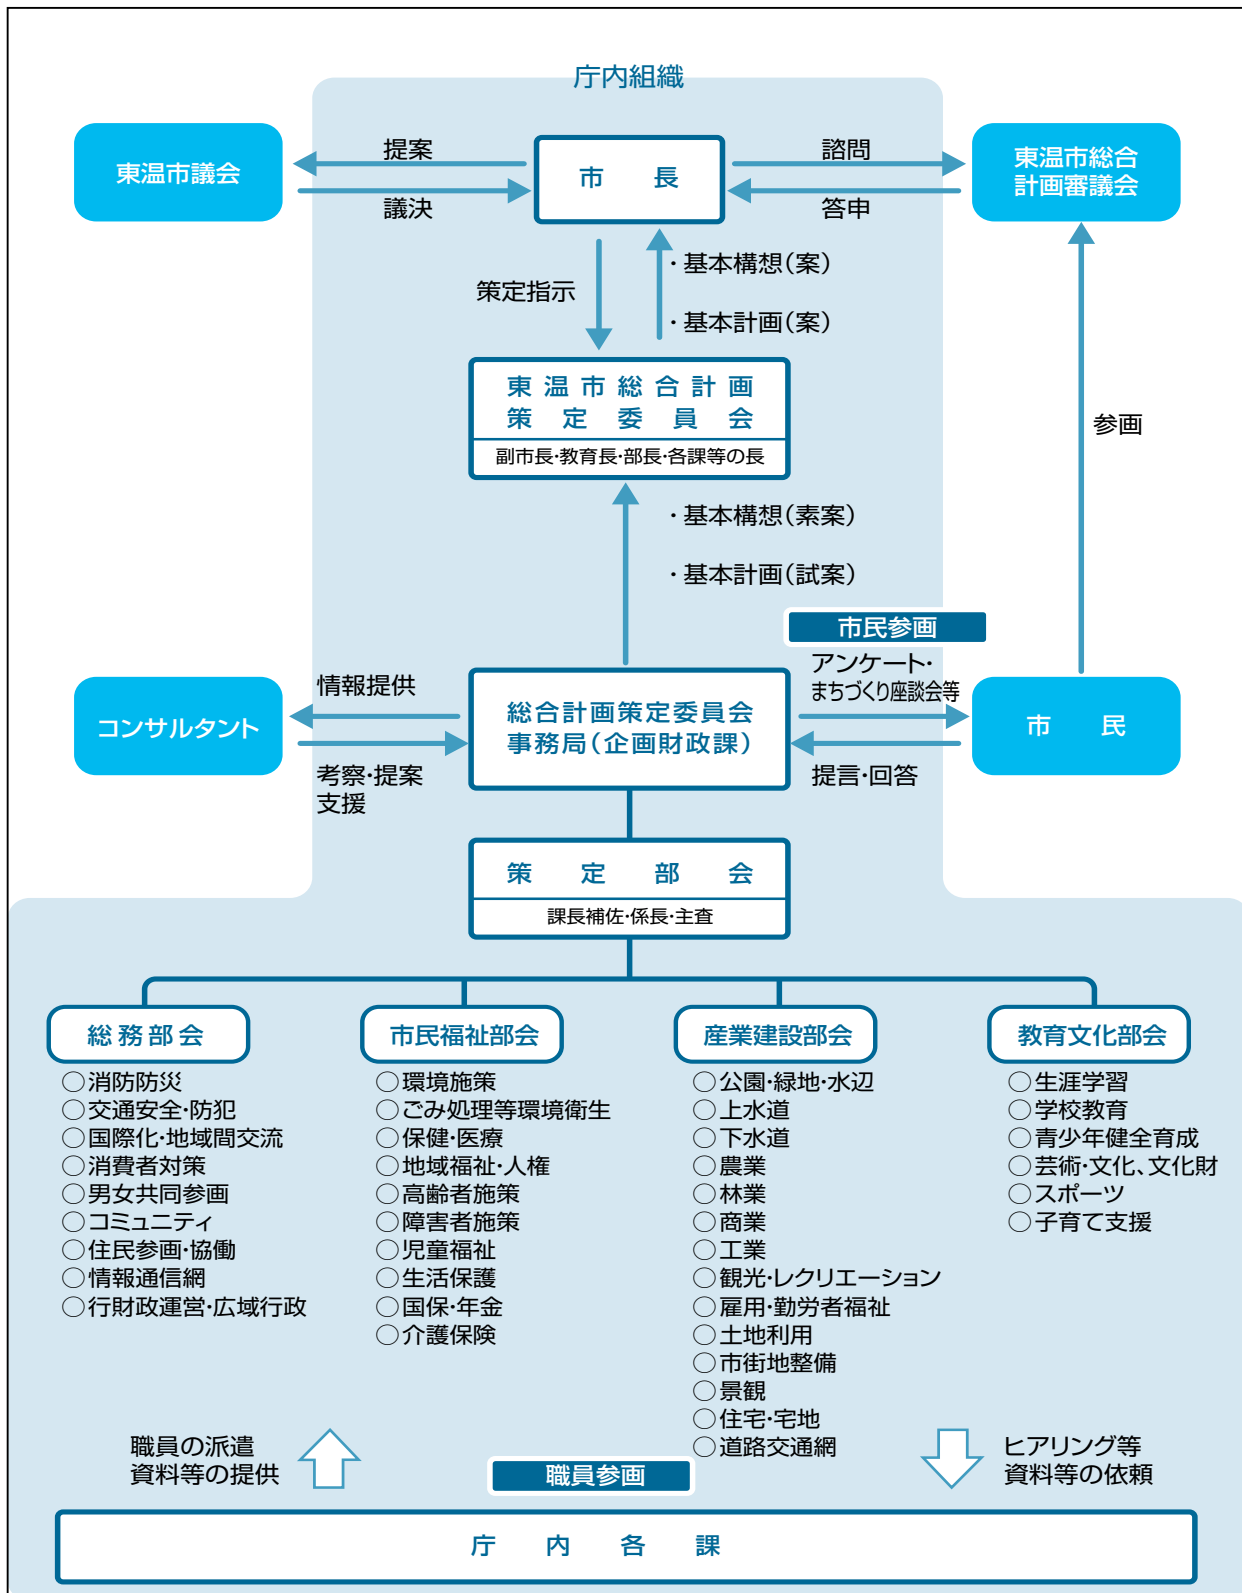 庁内組織
東温市議会
提案
議決
市　長
諮問
答申
東温市総合
計画審議会
策定指示
・基本構想（案）
・基本計画（案）
東温市総合計画
策定委員会
副市長・教育長・部長・各課等の長
参画
・基本構想（素案）
・基本計画（試案）
市民参画
アンケート・
まちづくり座談会等
情報提供
コンサルタント
考察・提案
支援
総合計画策定委員会
事務局（企画財政課）
提言・回答
市　民
策定部会
課長補佐・係長・主査
総務部会
○消防防災
○交通安全・防犯
○国際化・地域間交流
○消費者対策
○男女共同参画
○コミュニティ
○住民参画・協働
○情報通信網
○行財政運営・広域行政
市民福祉部会
○環境施策
○ごみ処理等環境衛生
○保健・医療
○地域福祉・人権
○高齢者施策
○障害者施策
○児童福祉
○生活保護
○国保・年金
○介護保険
産業建設部会
○公園・緑地・水辺
○上水道
○下水道
○農業
○林業
○商業
○工業
○観光・レクリエーション
○雇用・勤労者福祉
○土地利用
○市街地整備
○景観
○住宅・宅地
○道路交通網
教育文化部会
○生涯学習
○学校教育
○青少年健全育成
○芸術・文化、文化財
○スポーツ
○子育て支援
職員の派遣
資料等の提供
職員参画
ヒアリング等
資料等の依頼
庁内各課